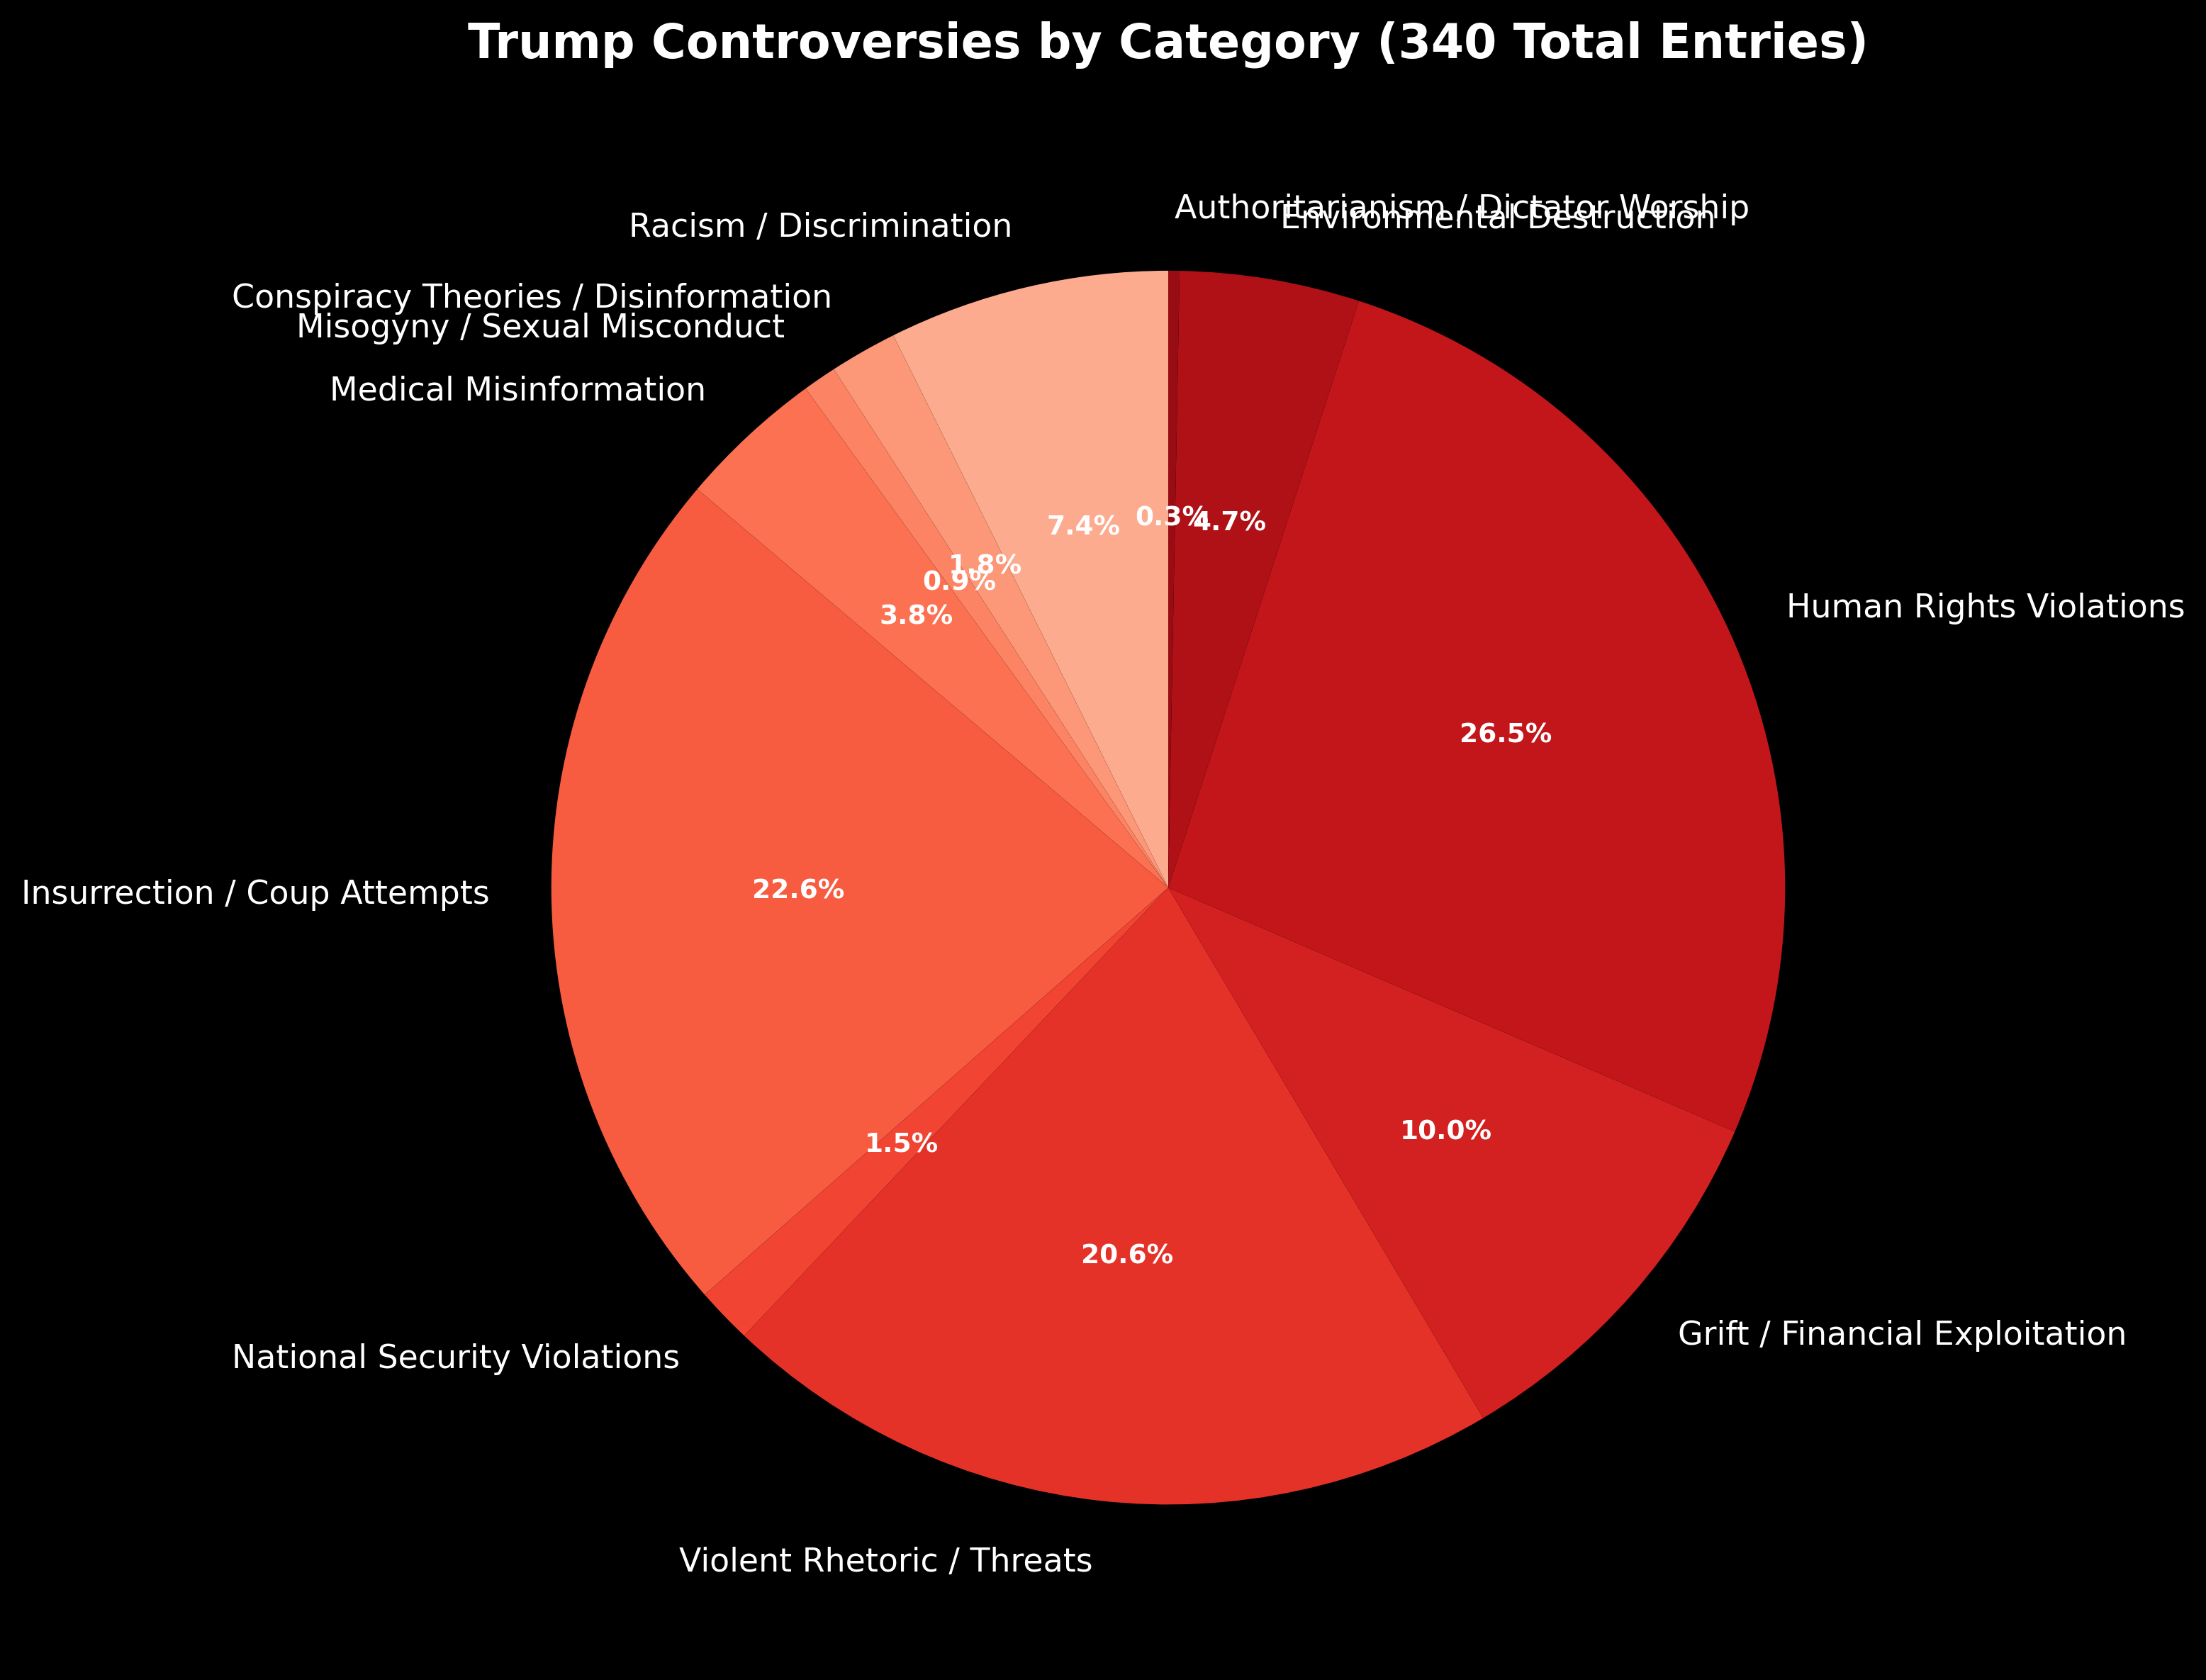 Trump Controversies by Category (340 Total Entries)
Authoritarianism / Dictator Worship
Environmental Destruction
Racism / Discrimination
Conspiracy Theories / Disinformation
Misogyny / Sexual Misconduct
Medical Misinformation
7.4%
0.3%
4.7%
1.8%
0.9%
3.8%
Human Rights Violations
26.5%
Insurrection / Coup Attempts
22.6%
10.0%
1.5%
20.6%
Grift / Financial Exploitation
National Security Violations
Violent Rhetoric / Threats